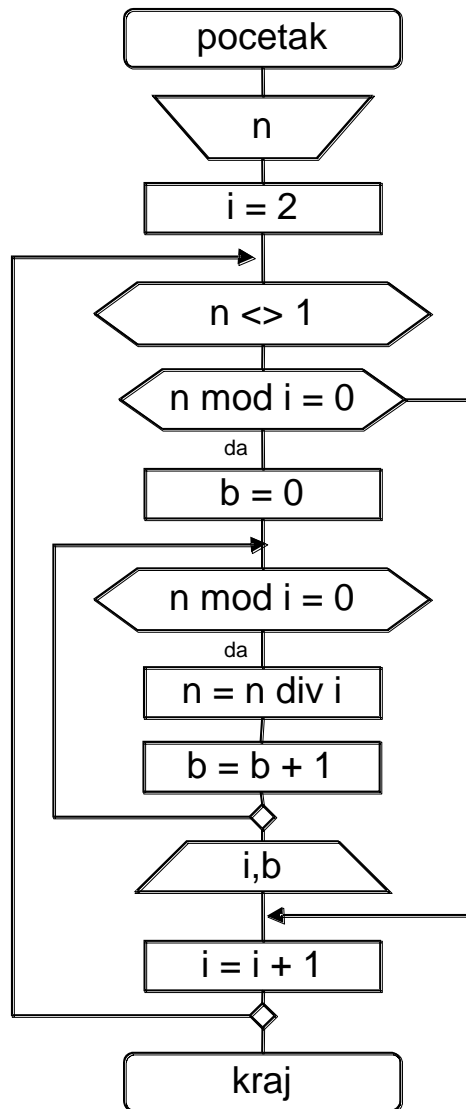 pocetak
n
i = 2
n <> 1
n mod i = 0
da
b = 0
n mod i = 0
da
n = n div i
b = b + 1
i,b
i = i + 1
kraj